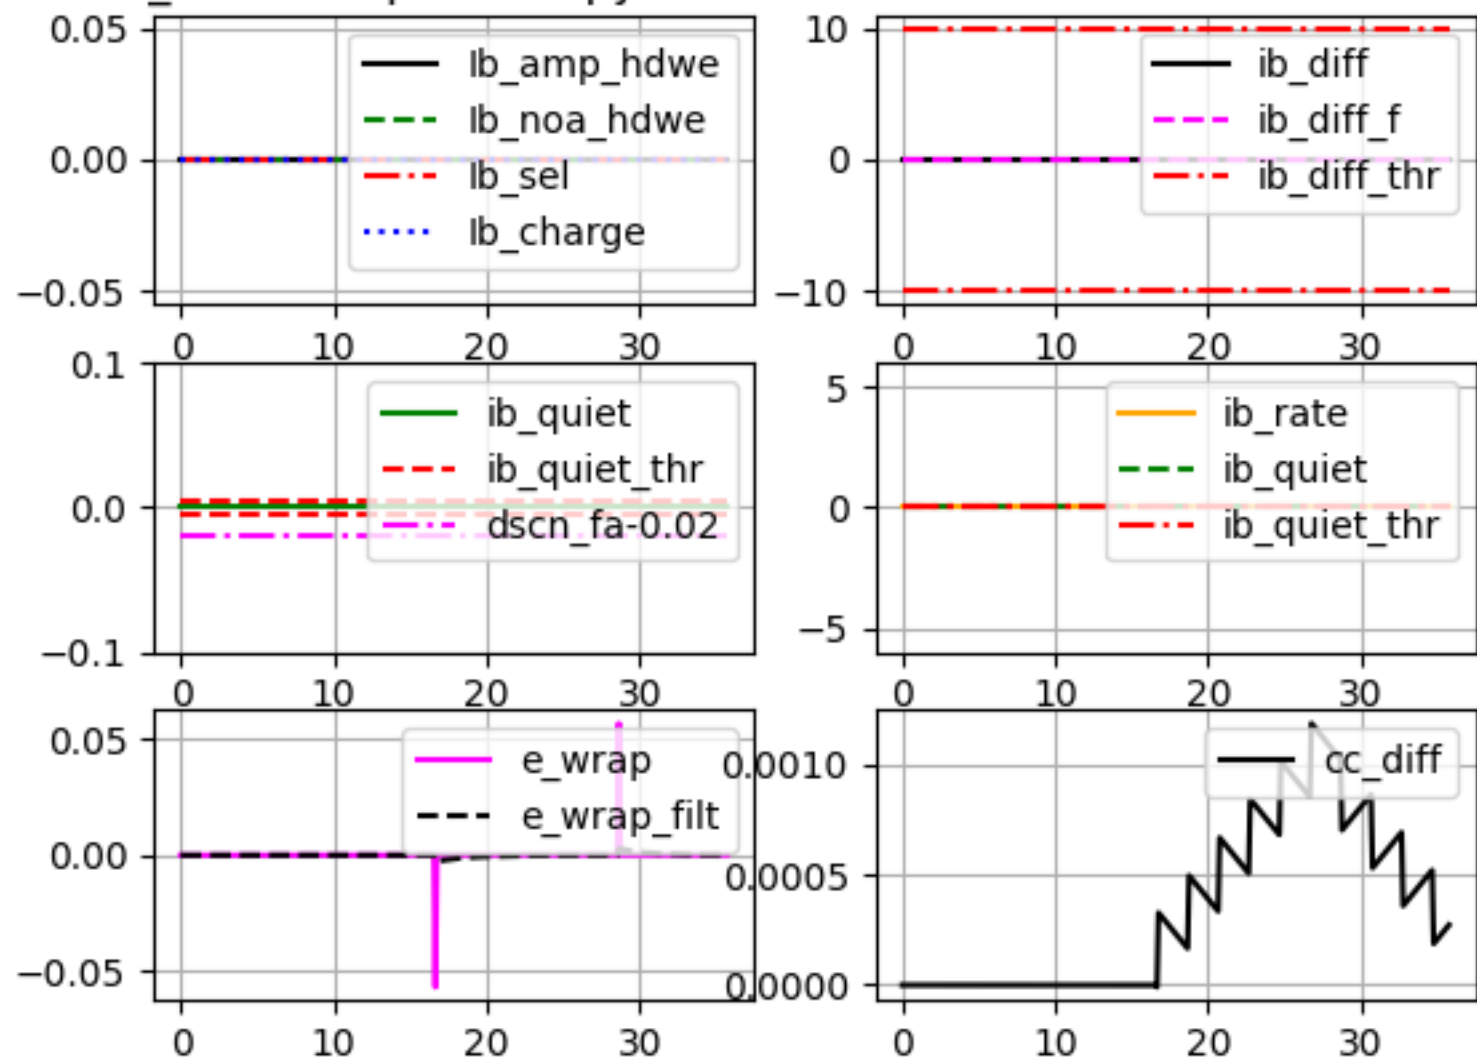 0.05
0.00
−0.05
Ib_amp_hdwe
Ib_noa_hdwe
Ib_sel
Ib_charge
0 10 20 30
10
0
−10
ib_diff
ib_diff_f
ib_diff_thr
0 10 20 30
0.1
0.0
−0.1
ib_quiet
ib_quiet_thr
dscn_fa-0.02
0 10 20 30
5
0
−5
ib_rate
ib_quiet
ib_quiet_thr
0 10 20 30
0.05
0.00
−0.05
e_wrap
e_wrap_filt
0 10 20 30
0.0010
0.0005
0.0000
cc_diff
0 10 20 30